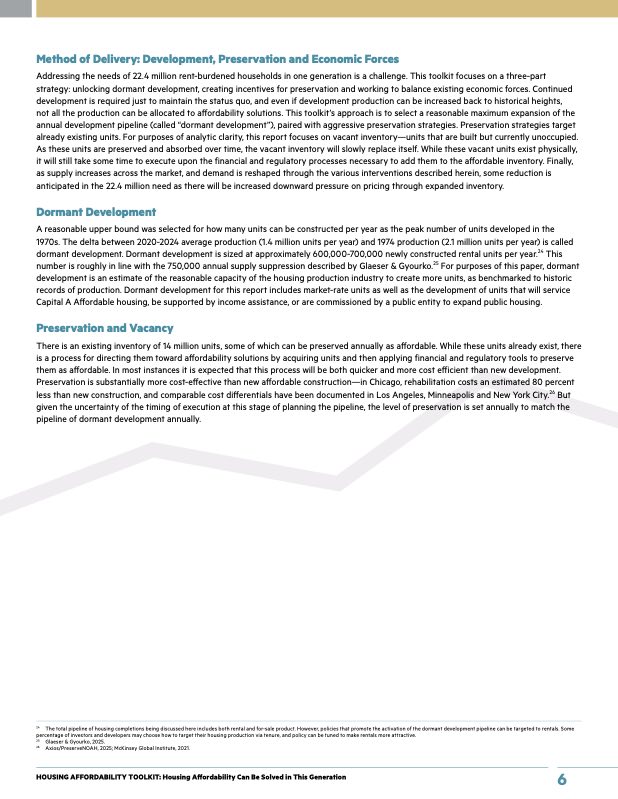 Method of Delivery: Development, Preservation and Economic Forces
Addressing the needs of 22.4 million rent-burdened households in one generation is a challenge. This toolkit focuses on a three-part
strategy: unlocking dormant development, creating incentives for preservation and working to balance existing economic forces. Continued
development is required just to maintain the status quo, and even if development production can be increased back to historical heights,
not all the production can be allocated to affordability solutions. This toolkit's approach is to select a reasonable maximum expansion of the
annual development pipeline (called "dormant development"), paired with aggressive preservation strategies. Preservation strategies target
already existing units. For purposes of analytic clarity, this report focuses on vacant inventory—units that are built but currently unoccupied.
As these units are preserved and absorbed over time, the vacant inventory will slowly replace itself. While these vacant units exist physically,
it will still take some time to execute upon the financial and regulatory processes necessary to add them to the affordable inventory. Finally,
as supply increases across the market, and demand is reshaped through the various interventions described herein, some reduction is
anticipated in the 22.4 million need as there will be increased downward pressure on pricing through expanded inventory.
Dormant Development
A reasonable upper bound was selected for how many units can be constructed per year as the peak number of units developed in the
1970s. The delta between 2020-2024 average production (1.4 million units per year) and 1974 production (2.1 million units per year) is called
dormant development. Dormant development is sized at approximately 600,000-700,000 newly constructed rental units per year.24 This
number is roughly in line with the 750,000 annual supply suppression described by Glaeser & Gyourko.25 For purposes of this paper, dormant
development is an estimate of the reasonable capacity of the housing production industry to create more units, as benchmarked to historic
records of production. Dormant development for this report includes market-rate units as well as the development of units that will service
Capital A Affordable housing, be supported by income assistance, or are commissioned by a public entity to expand public housing.
Preservation and Vacancy
There is an existing inventory of 14 million units, some of which can be preserved annually as affordable. While these units already exist, there
is a process for directing them toward affordability solutions by acquiring units and then applying financial and regulatory tools to preserve
them as affordable. In most instances it is expected that this process will be both quicker and more cost efficient than new development.
Preservation is substantially more cost-effective than new affordable construction—in Chicago, rehabilitation costs an estimated 80 percent
less than new construction, and comparable cost differentials have been documented in Los Angeles, Minneapolis and New York City.26 But
given the uncertainty of the timing of execution at this stage of planning the pipeline, the level of preservation is set annually to match the
pipeline of dormant development annually.
24 The total pipeline of housing completions being discussed here includes both rental and for-sale product. However, policies that promote the activation of the dormant development pipeline can be targeted to rentals. Some
percentage of investors and developers may choose how to target their housing production via tenure, and policy can be tuned to make rentals more attractive.
25 Glaeser & Gyourko, 2025.
26 Axios/PreserveNOAH, 2025; McKinsey Global Institute, 2021.
HOUSING AFFORDABILITY TOOLKIT: Housing Affordability Can Be Solved in This Generation
6